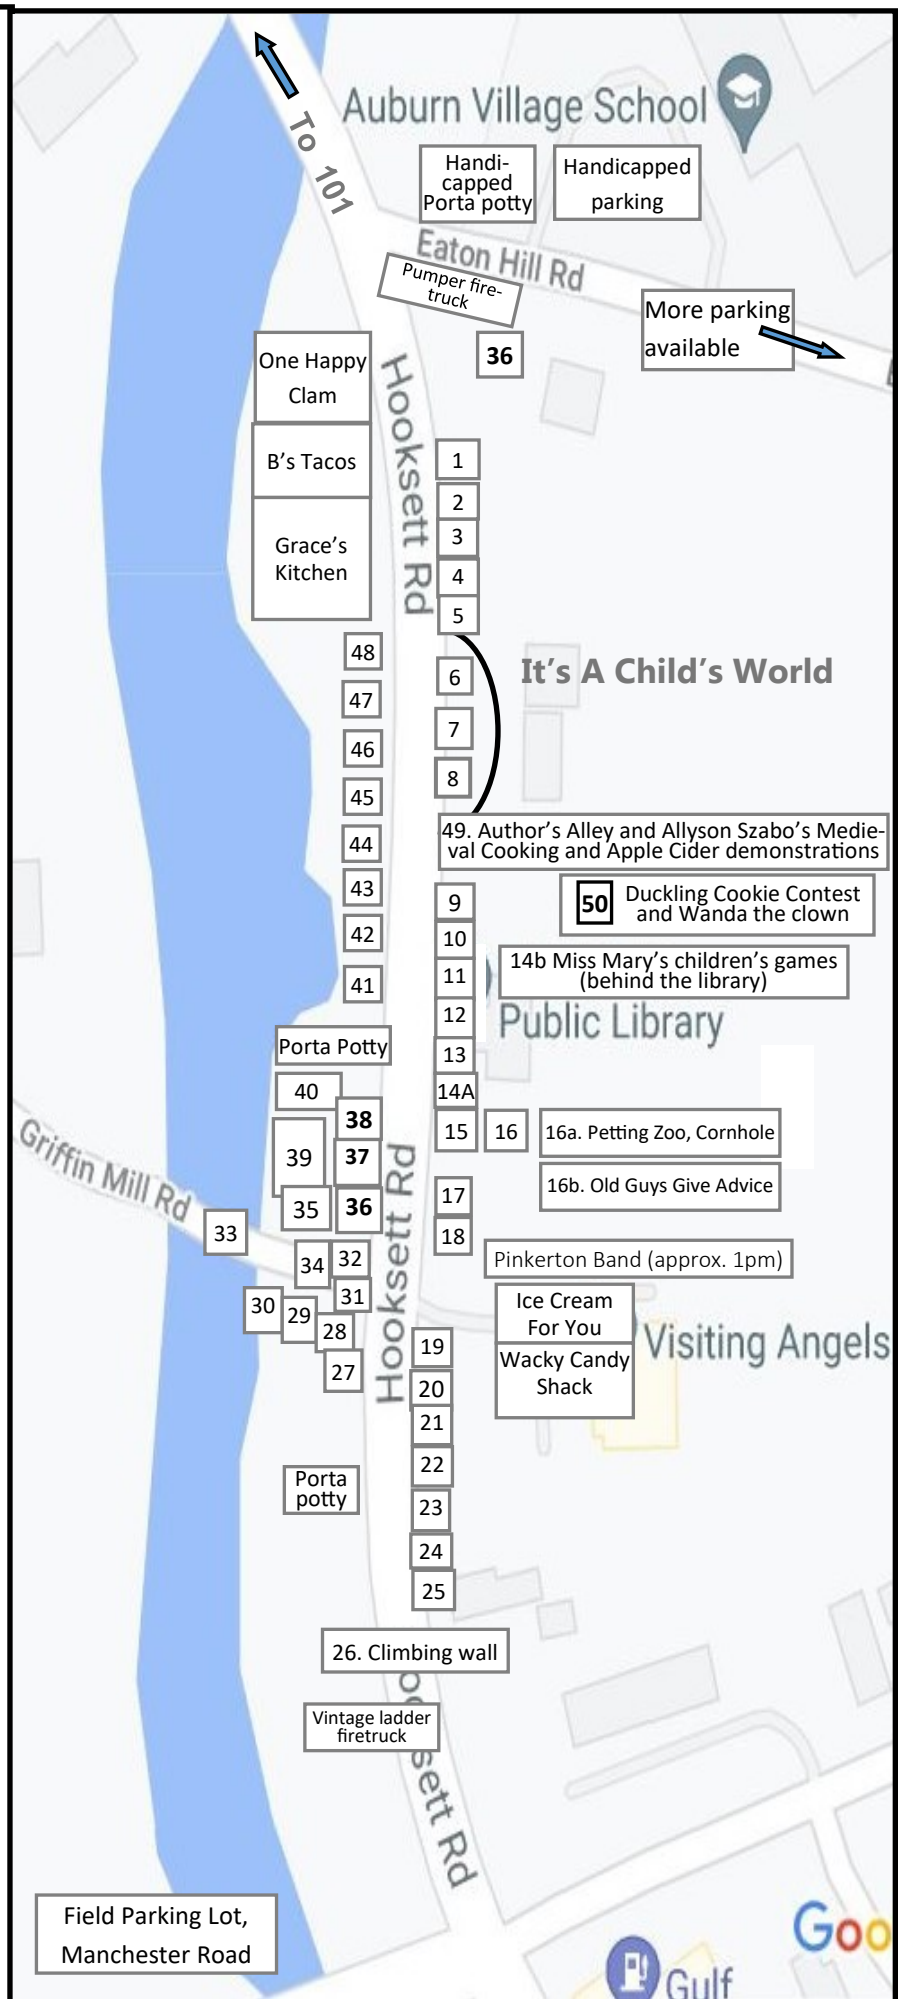 To 101
Auburn Village School
Handi-
capped
Porta potty
Handicapped
parking
Eaton Hill Rd
Pumper fire-
truck
More parking
available
36
One Happy
Clam
B's Tacos
Grace's
Kitchen
Hooksett Rd
1
2
3
4
5
48
47
46
45
44
43
42
41
6
7
8
It's A Child's World
49. Author's Alley and Allyson Szabo's Medie-
val Cooking and Apple Cider demonstrations
50 Duckling Cookie Contest
and Wanda the clown
9
10
11
12
13
14A
14b Miss Mary's children's games
(behind the library)
Public Library
Porta Potty
40
38
39
37
35
36
15
16
16a. Petting Zoo, Cornhole
16b. Old Guys Give Advice
17
18
Griffin Mill Rd
33
34
32
31
30
29
28
27
Hooksett Rd
Pinkerton Band (approx. 1pm)
Ice Cream
For You
Wacky Candy
Shack
Visiting Angels
19
20
21
22
23
24
25
Porta
potty
26. Climbing wall
Vintage ladder
firetruck
ooksett Rd
Field Parking Lot,
Manchester Road
Goo
Gulf